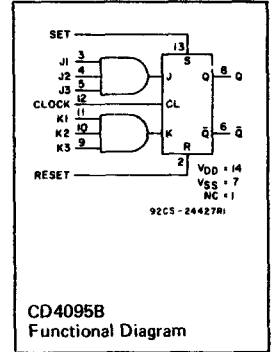 SET
13
S
J1 3
J2 4
J3 5
J
Q 8 Q
CLOCK 12
CL
K1 11
K2 10
K3 9
K
Q̅ 6 Q̅
R
2
RESET
VDD = 14
VSS = 7
NC = 1
92CS-24427R1
CD4095B
Functional Diagram